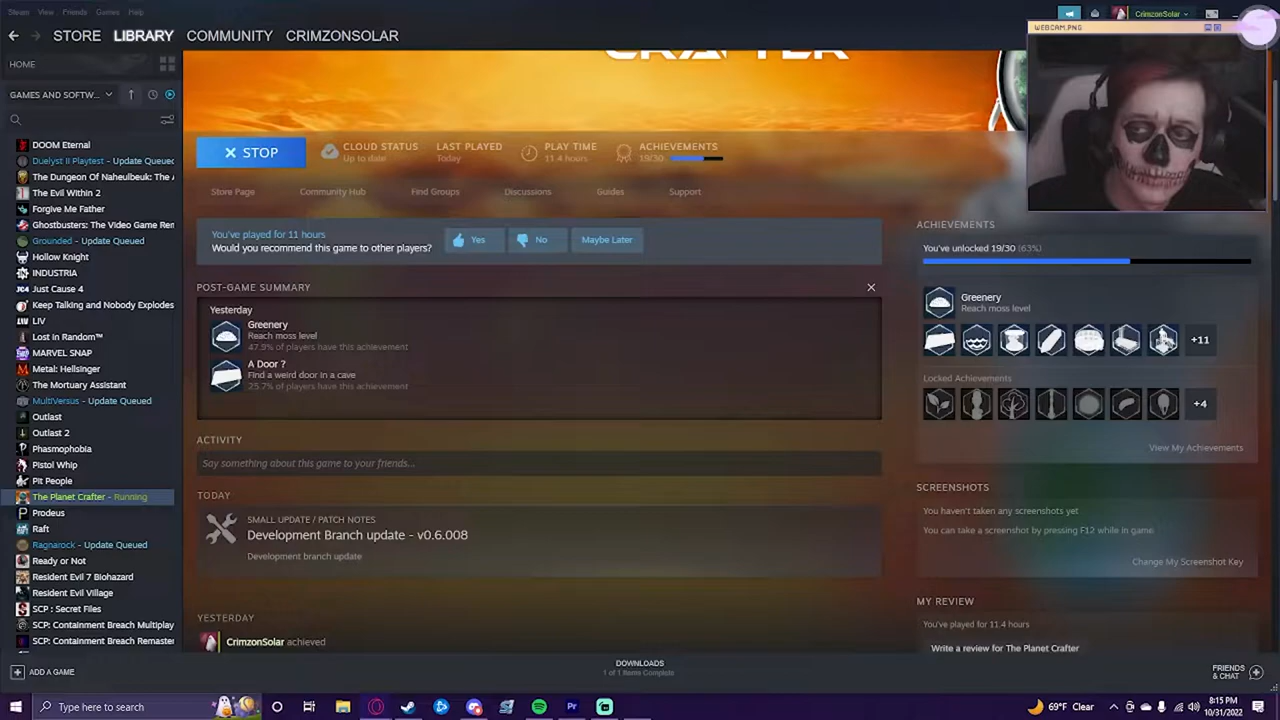 Steam View Friends Games Help
CrimzonSolar
STORE LIBRARY COMMUNITY CRIMZONSOLAR
WEBCAM.PNG
HOME
GAMES AND SOFTW...
CRAFTER
STOP
CLOUD STATUS
Up to date
LAST PLAYED
Today
PLAY TIME
11.4 hours
ACHIEVEMENTS
19/30
Store Page Community Hub Find Groups Discussions Guides Support
DOOM Eternal
Duelyst II Playtest - Update Queued
The Dungeon Of Naheulbeuk: The A
The Evil Within 2
Forgive Me Father
Ghostbusters: The Video Game Rem
Grounded - Update Queued
Hollow Knight
INDUSTRIA
Just Cause 4
Keep Talking and Nobody Explodes
LIV
Lost in Random™
MARVEL SNAP
Metal: Hellsinger
The Mortuary Assistant
MultiVersus - Update Queued
Outlast
Outlast 2
Phasmophobia
Pistol Whip
Pit People
The Planet Crafter - Running
Prodeus
Raft
Ragnarock - Update Queued
Ready or Not
Resident Evil 7 Biohazard
Resident Evil Village
SCP : Secret Files
SCP: Containment Breach Multiplay
SCP: Containment Breach Remaster
You've played for 11 hours
Would you recommend this game to other players?
Yes No Maybe Later
POST-GAME SUMMARY
Yesterday
Greenery
Reach moss level
47.9% of players have this achievement
A Door ?
Find a weird door in a cave
25.7% of players have this achievement
ACTIVITY
Say something about this game to your friends...
TODAY
SMALL UPDATE / PATCH NOTES
Development Branch update - v0.6.008
Development branch update
YESTERDAY
CrimzonSolar achieved
ACHIEVEMENTS
You've unlocked 19/30 (63%)
Greenery
Reach moss level
+11
Locked Achievements
+4
View My Achievements
SCREENSHOTS
You haven't taken any screenshots yet
You can take a screenshot by pressing F12 while in game
Change My Screenshot Key
MY REVIEW
You've played for 11.4 hours
Write a review for The Planet Crafter
ADD A GAME
DOWNLOADS
1 of 1 Items Complete
FRIENDS
& CHAT
Type here to search
69°F Clear
8:15 PM
10/31/2022